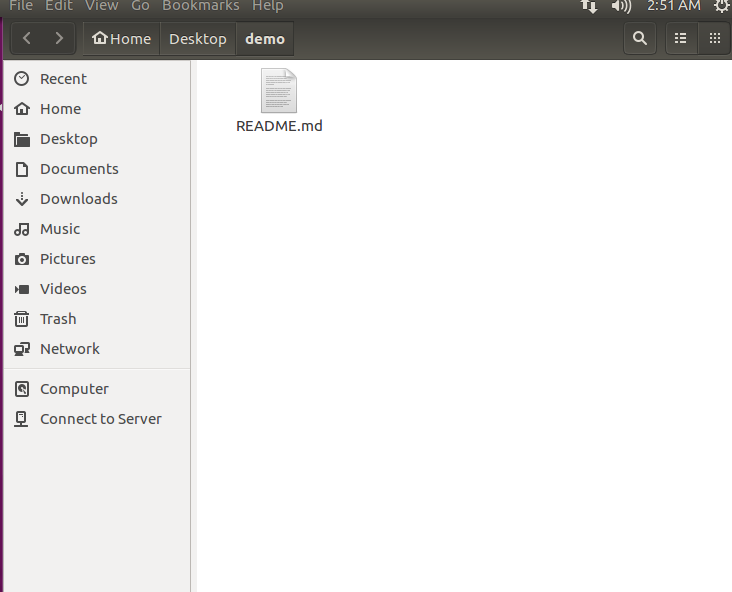 File Edit View Go Bookmarks Help 2:51 AM
Home Desktop demo
Recent
README.md
Home
Desktop
Documents
Downloads
Music
Pictures
Videos
Trash
Network
Computer
Connect to Server